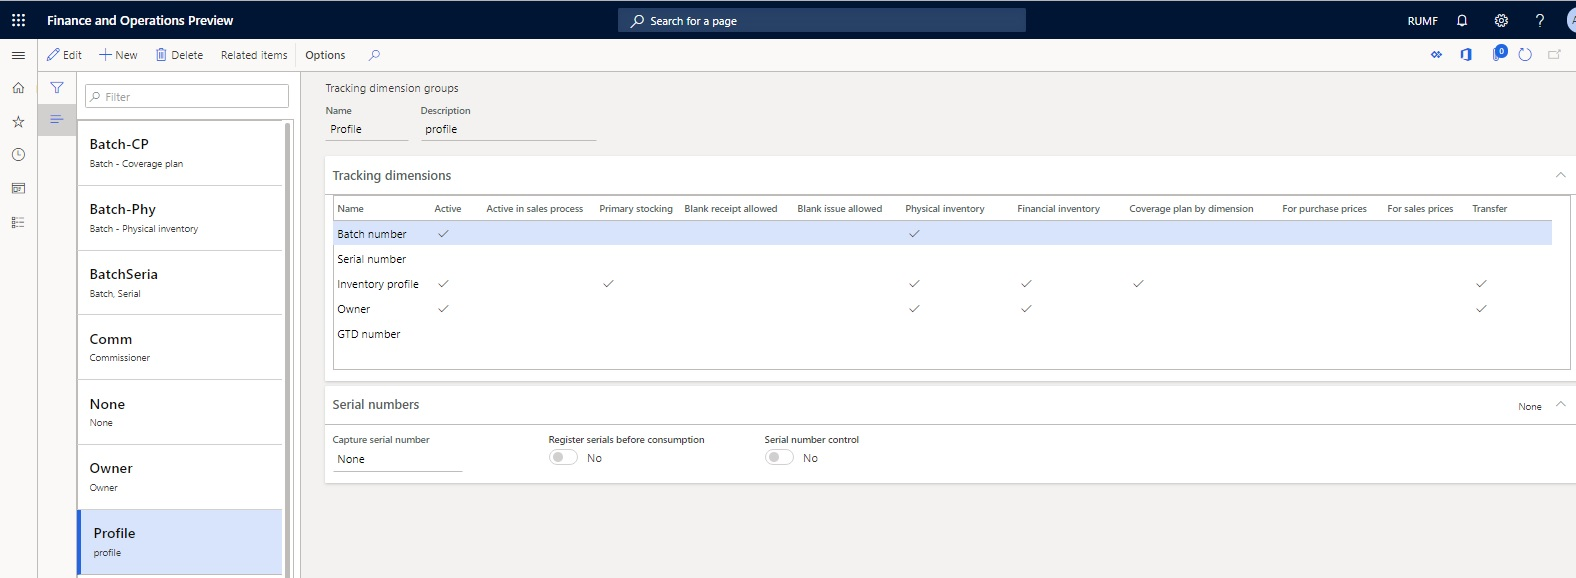 Finance and Operations Preview
Search for a page
RUMF
?
Edit
New
Delete
Related items
Options
0
Filter
Batch-CP
Batch - Coverage plan
Batch-Phy
Batch - Physical inventory
BatchSeria
Batch, Serial
Comm
Commissioner
None
None
Owner
Owner
Profile
profile
Tracking dimension groups
Name Description
Profile profile
Tracking dimensions
Name Active Active in sales process Primary stocking Blank receipt allowed Blank issue allowed Physical inventory Financial inventory Coverage plan by dimension For purchase prices For sales prices Transfer
Batch number
Serial number
Inventory profile
Owner
GTD number
Serial numbers None
Capture serial number Register serials before consumption Serial number control
None No No